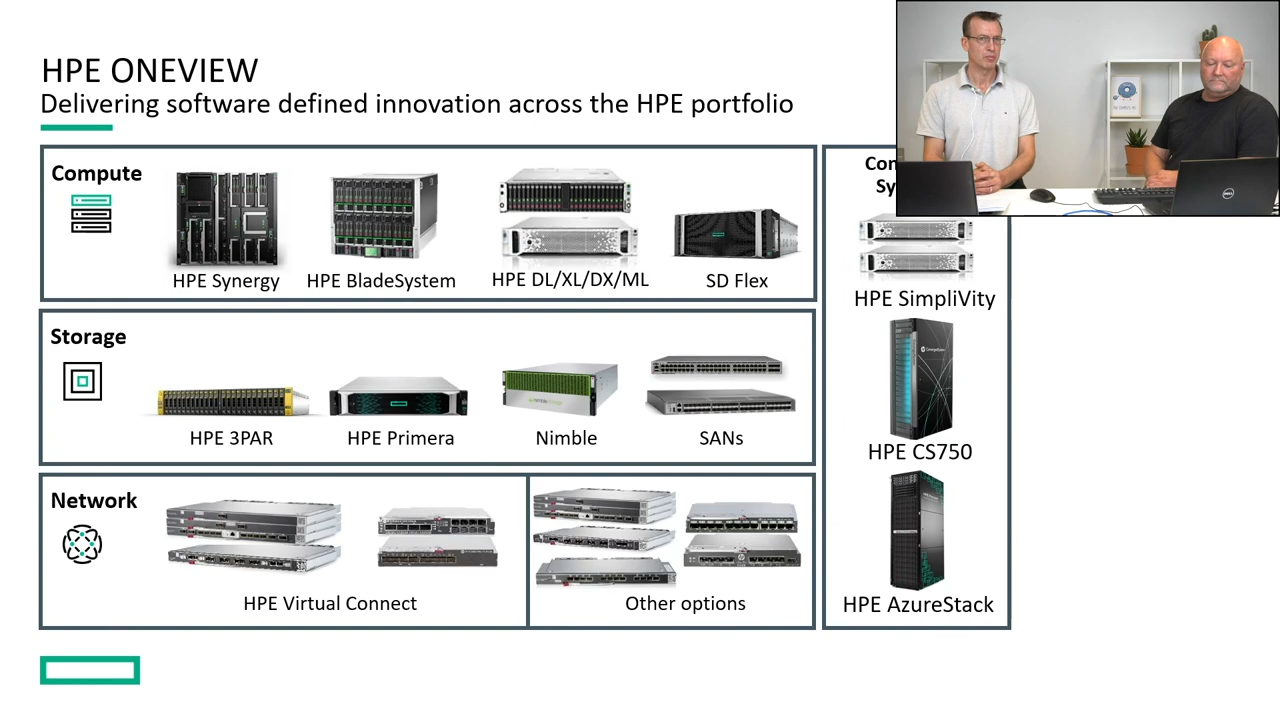 HPE ONEVIEW
Delivering software defined innovation across the HPE portfolio
Compute
HPE Synergy
HPE BladeSystem
HPE DL/XL/DX/ML
SD Flex
Storage
HPE 3PAR
HPE Primera
Nimble
SANs
Network
HPE Virtual Connect
Other options
HPE SimpliVity
HPE CS750
HPE AzureStack
DELL